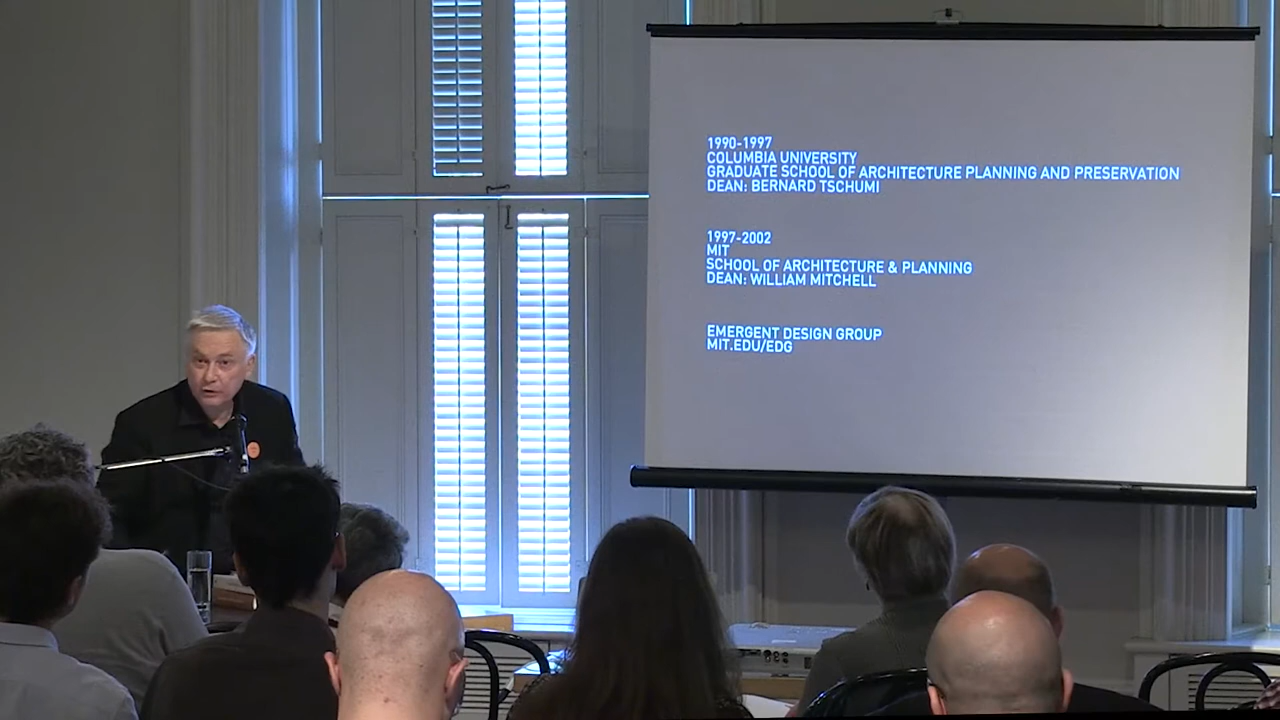 1990-1997
COLUMBIA UNIVERSITY
GRADUATE SCHOOL OF ARCHITECTURE PLANNING AND PRESERVATION
DEAN: BERNARD TSCHUMI
1997-2002
MIT
SCHOOL OF ARCHITECTURE & PLANNING
DEAN: WILLIAM MITCHELL
EMERGENT DESIGN GROUP
MIT.EDU/EDG